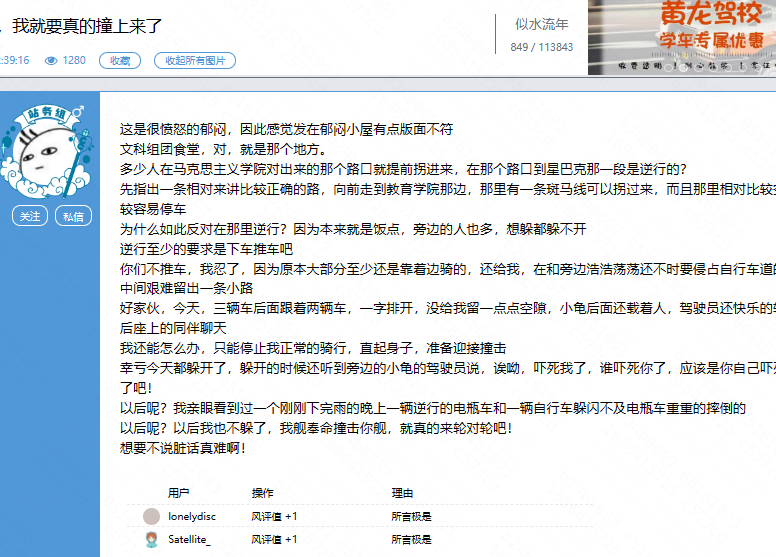 ，我就要真的撞上来了
:39:16 1280 收藏 收起所有图片
似水流年
849 / 113843
黄龙驾校
学车专属优惠
站务组
关注 私信
这是很愤怒的郁闷，因此感觉发在郁闷小屋有点版面不符
文科组团食堂，对，就是那个地方。
多少人在马克思主义学院对出来的那个路口就提前拐进来，在那个路口到星巴克那一段是逆行的？
先指出一条相对来讲比较正确的路，向前走到教育学院那边，那里有一条斑马线可以拐过来，而且那里相对比较
较容易停车
为什么如此反对在那里逆行？因为本来就是饭点，旁边的人也多，想躲都躲不开
逆行至少的要求是下车推车吧
你们不推车，我忍了，因为原本大部分至少还是靠着边骑的，还给我，在和旁边浩浩荡荡还不时要侵占自行车道的
中间艰难留出一条小路
好家伙，今天，三辆车后面跟着两辆车，一字排开，没给我留一点点空隙，小龟后面还载着人，驾驶员还快乐的
后座上的同伴聊天
我还能怎么办，只能停止我正常的骑行，直起身子，准备迎接撞击
幸亏今天都躲开了，躲开的时候还听到旁边的小龟的驾驶员说，诶呦，吓死我了，谁吓死你了，应该是你自己吓
了吧！
以后呢？我亲眼看到过一个刚刚下完雨的晚上一辆逆行的电瓶车和一辆自行车躲闪不及电瓶车重重的摔倒的
以后呢？以后我也不躲了，我舰奉命撞击你舰，就真的来轮对轮吧！
想要不说脏话真难啊！
用户 操作 理由
lonelydisc 风评值 +1 所言极是
Satellite_ 风评值 +1 所言极是